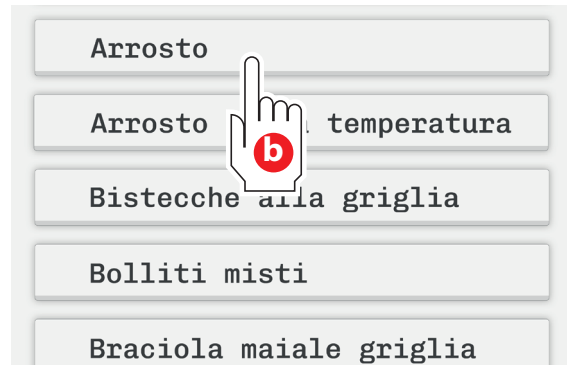 Arrosto
Arrosto temperatura
b
Bistecche alla griglia
Bolliti misti
Braciola maiale griglia